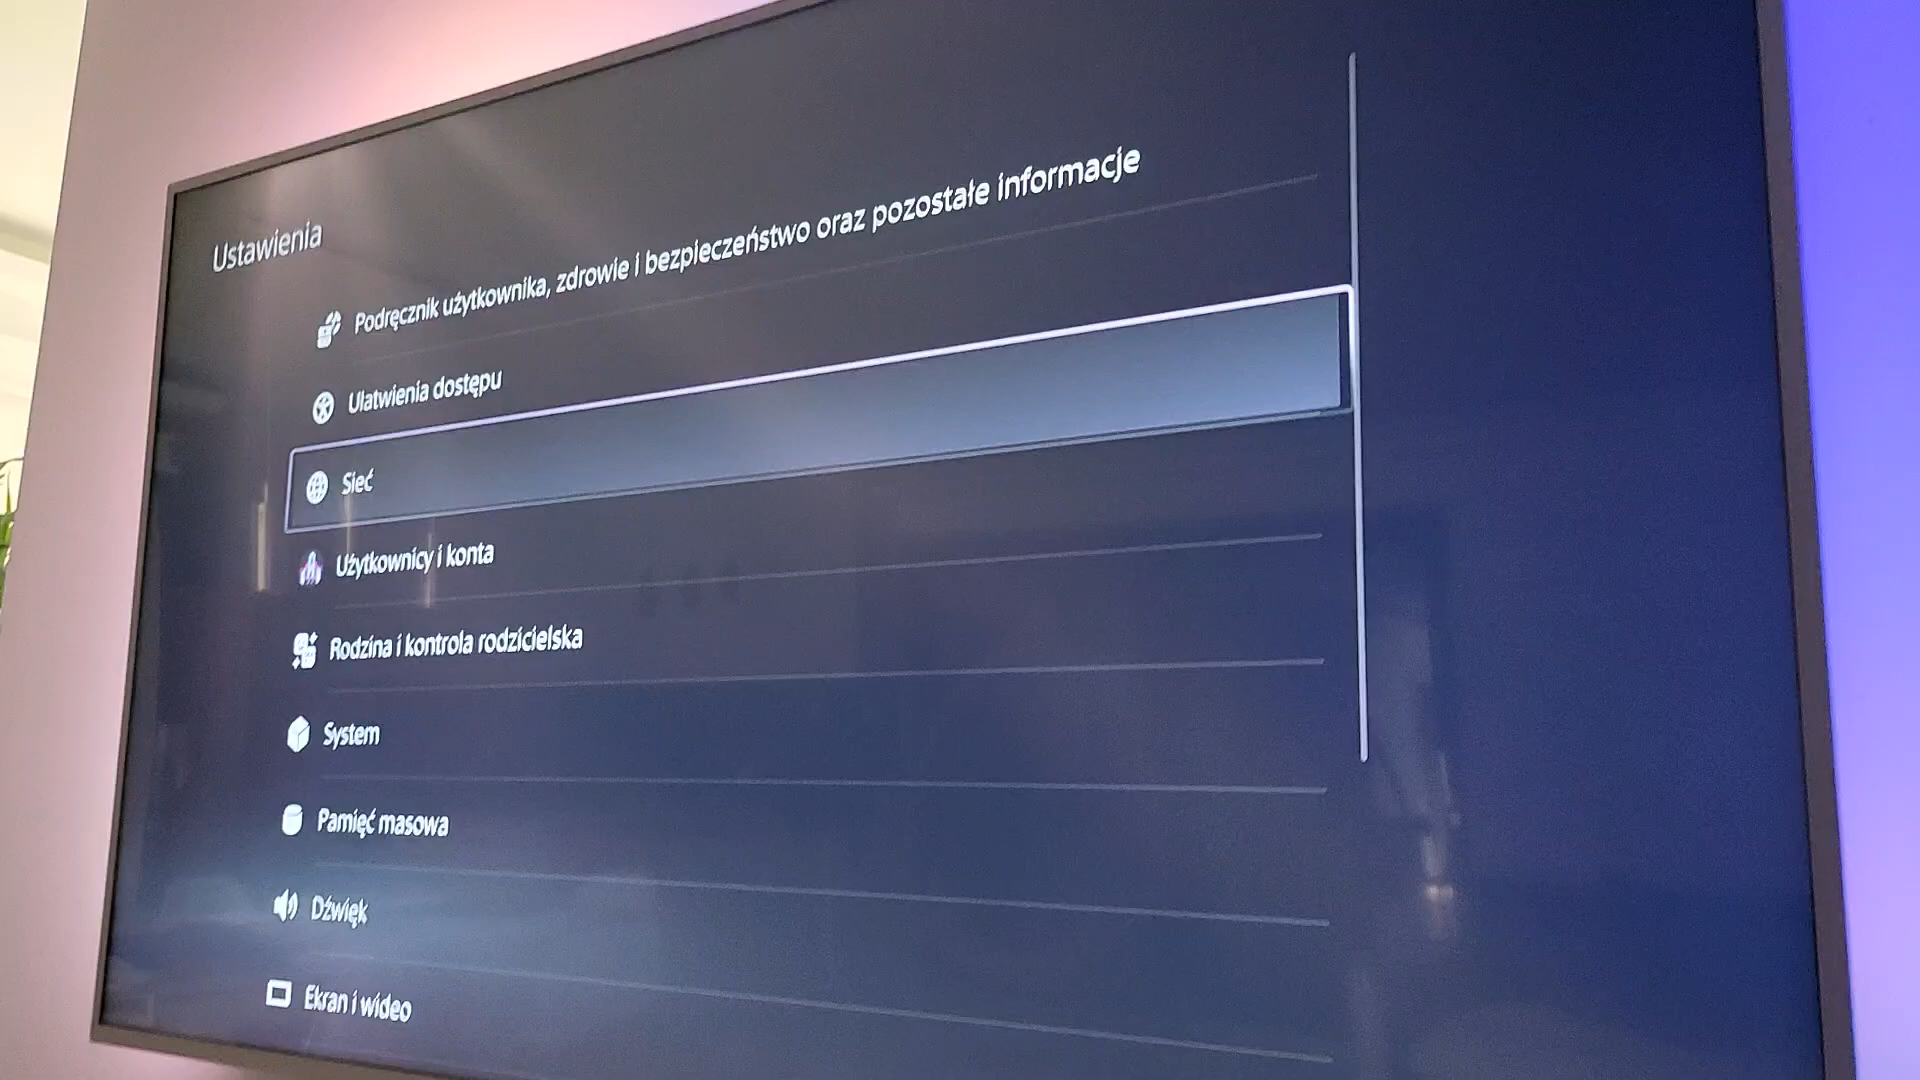 Ustawienia
Podręcznik użytkownika, zdrowie i bezpieczeństwo oraz pozostałe informacje
Ułatwienia dostępu
Sieć
Użytkownicy i konta
Rodzina i kontrola rodzicielska
System
Pamięć masowa
Dźwięk
Ekran i wideo